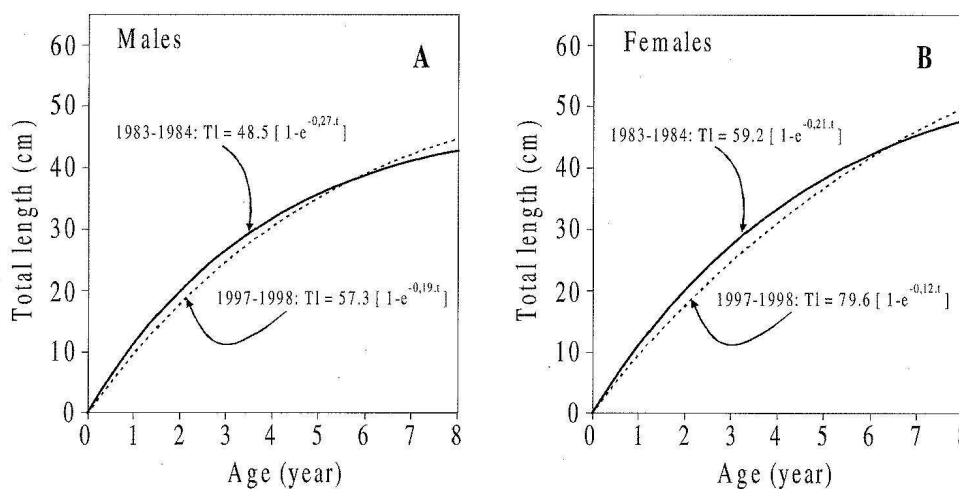 Males
A
Total length (cm)
60
50
40
30
20
10
0
1983-1984: Tl = 48.5 [ 1-e^-0,27.t ]
1997-1998: Tl = 57.3 [ 1-e^-0,19.t ]
0 1 2 3 4 5 6 7 8
Age (year)
Females
B
Total length (cm)
60
50
40
30
20
10
0
1983-1984: Tl = 59.2 [ 1-e^-0,21.t ]
1997-1998: Tl = 79.6 [ 1-e^-0,12.t ]
0 1 2 3 4 5 6 7 8
Age (year)